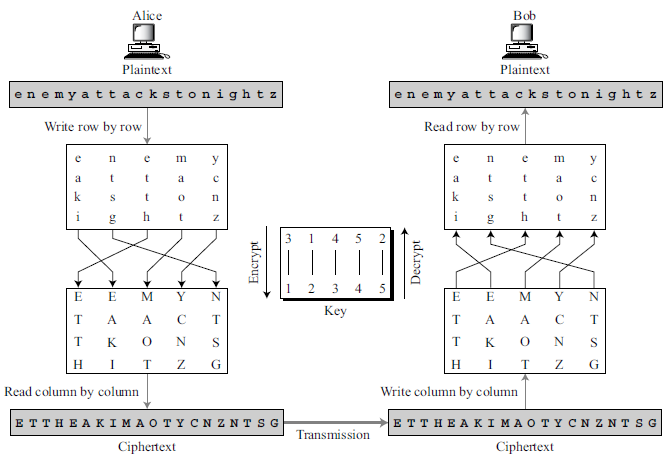 Alice
Bob
Plaintext
Plaintext
e n e m y a t t a c k s t o n i g h t z
e n e m y a t t a c k s t o n i g h t z
Write row by row
Read row by row
e n e m y
a t t a c
k s t o n
i g h t z
e n e m y
a t t a c
k s t o n
i g h t z
Encrypt
3 1 4 5 2
1 2 3 4 5
Key
Decrypt
E E M Y N
T A A C T
T K O N S
H I T Z G
E E M Y N
T A A C T
T K O N S
H I T Z G
Read column by column
Write column by column
E T T H E A K I M A O T Y C N Z N T S G
Transmission
E T T H E A K I M A O T Y C N Z N T S G
Ciphertext
Ciphertext